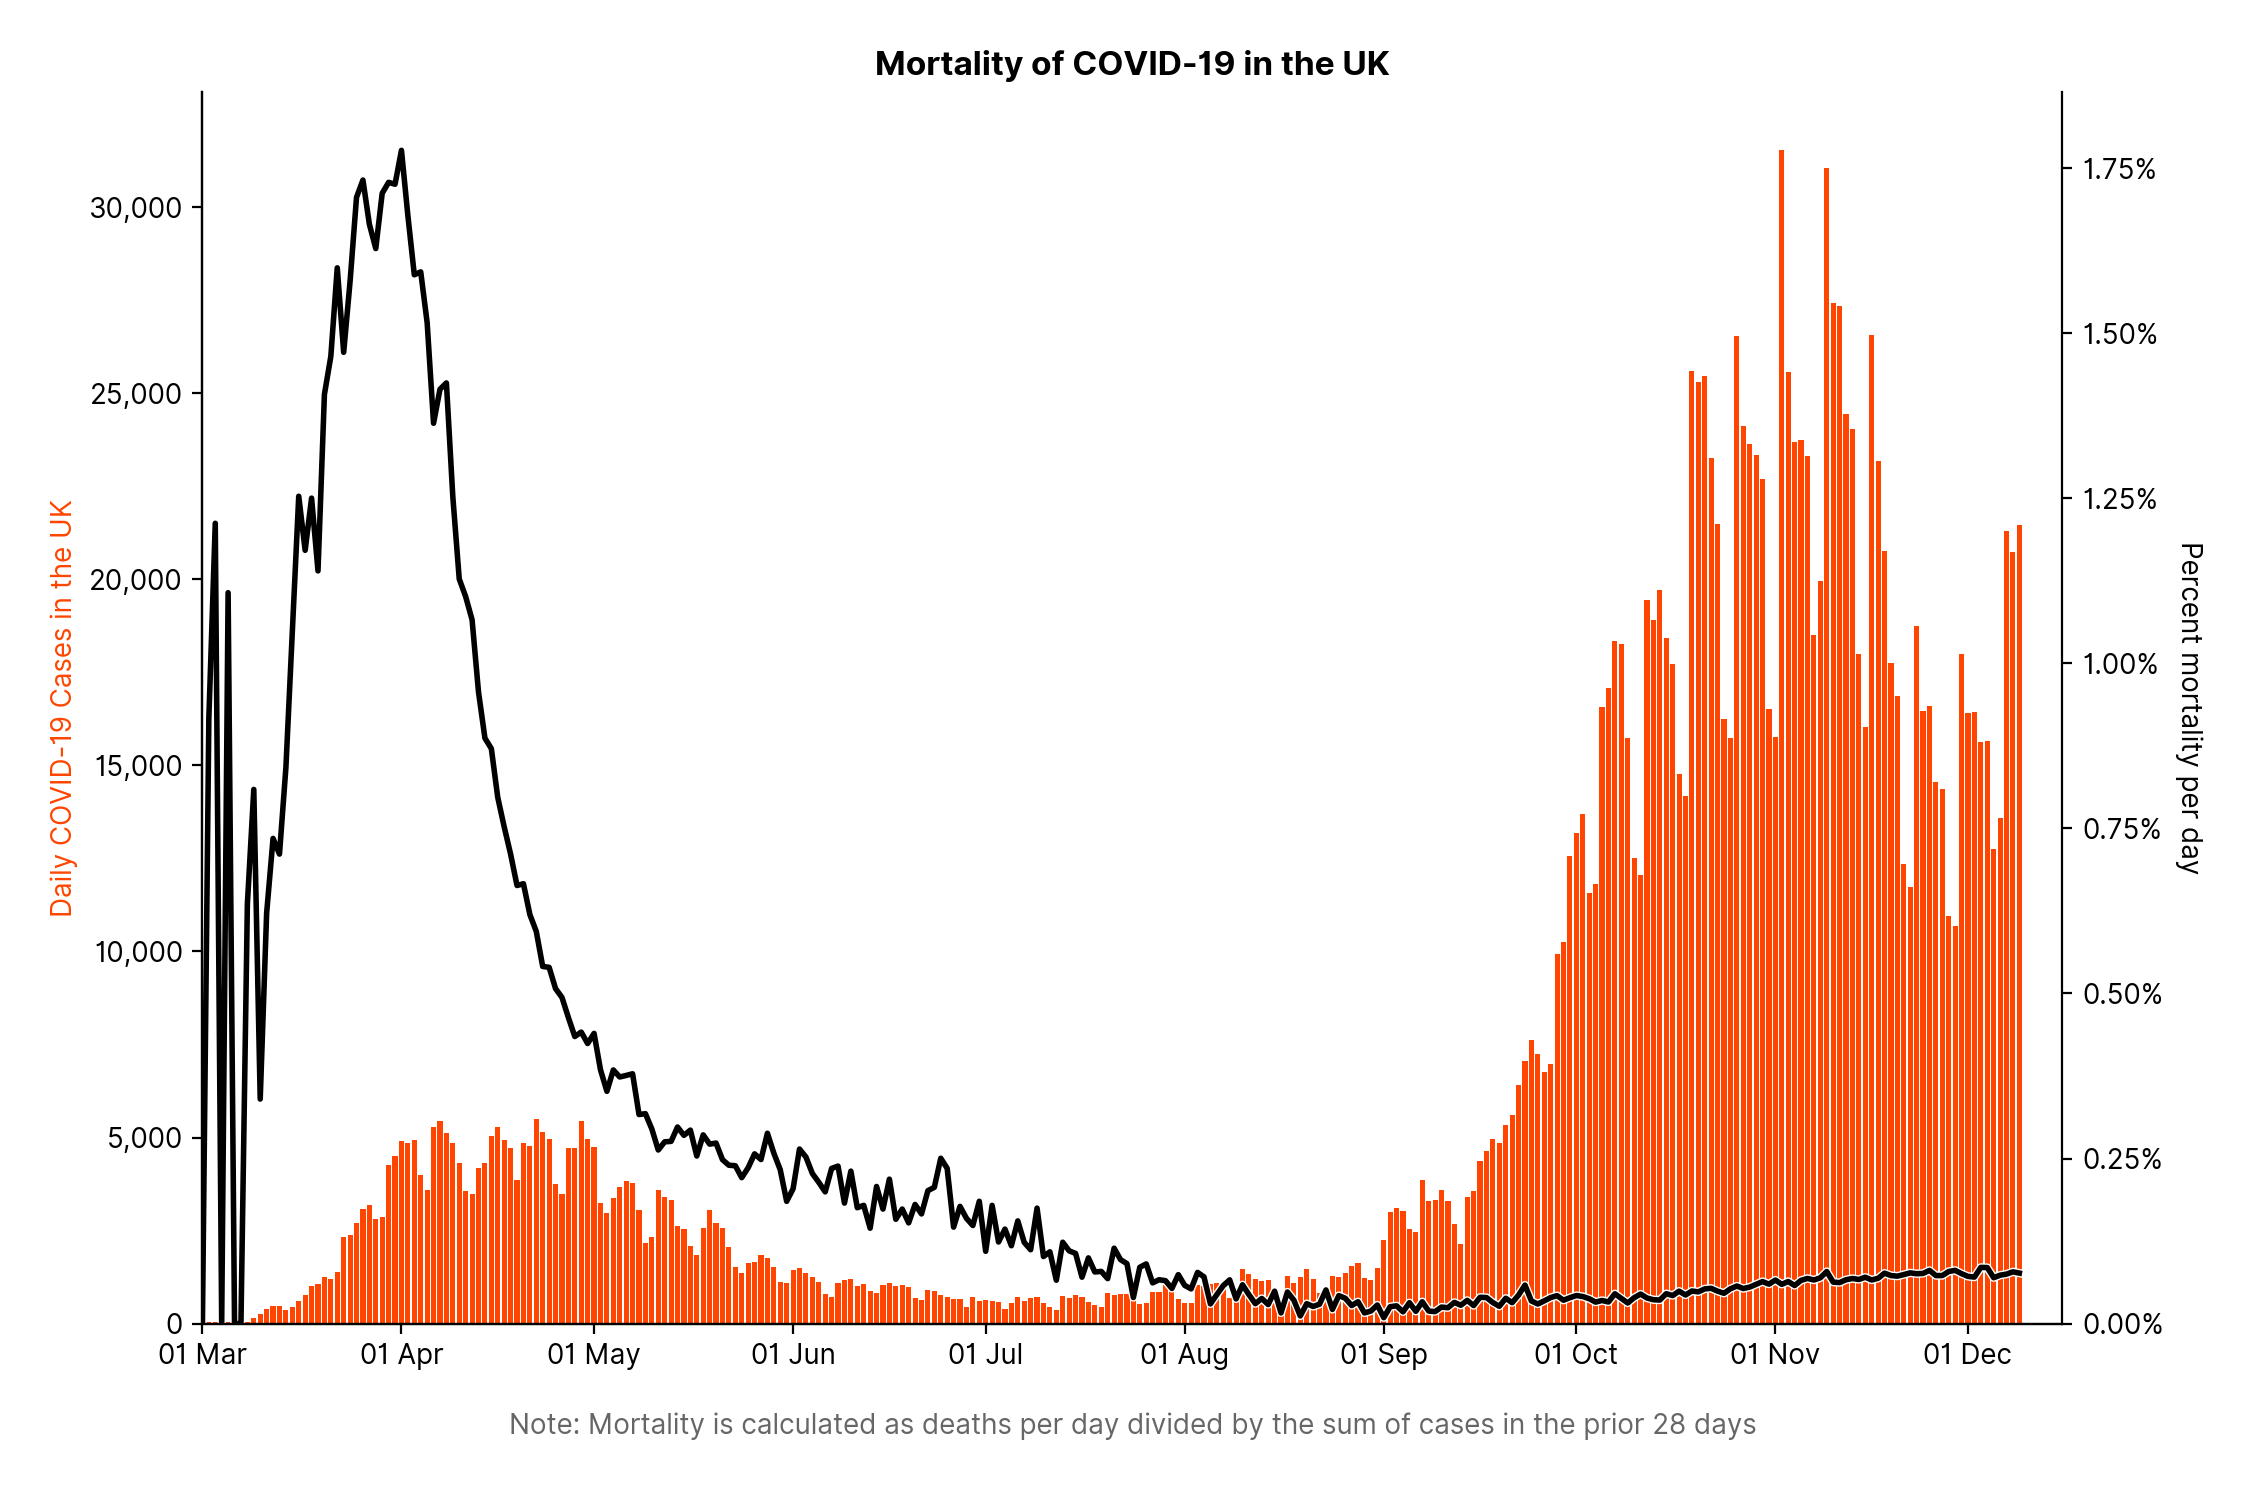 Mortality of COVID-19 in the UK
Daily COVID-19 Cases in the UK
30,000
25,000
20,000
15,000
10,000
5,000
0
1.75%
1.50%
1.25%
1.00%
0.75%
0.50%
0.25%
0.00%
Percent mortality per day
01 Mar
01 Apr
01 May
01 Jun
01 Jul
01 Aug
01 Sep
01 Oct
01 Nov
01 Dec
Note: Mortality is calculated as deaths per day divided by the sum of cases in the prior 28 days